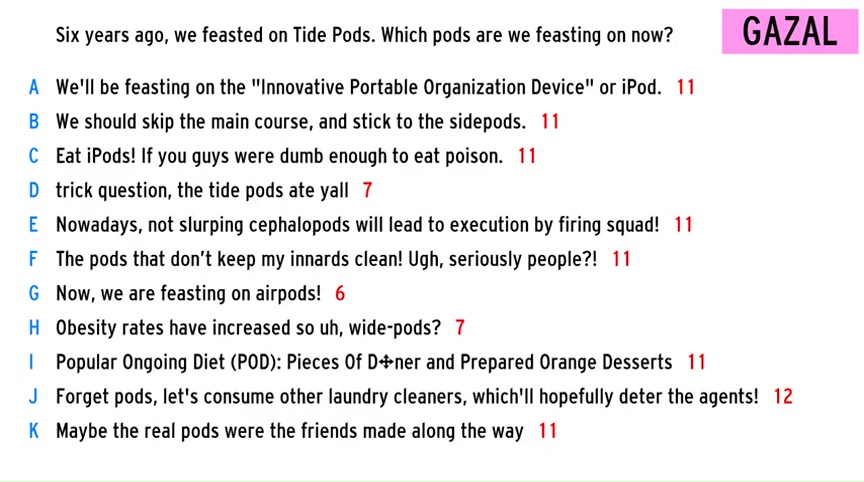 Six years ago, we feasted on Tide Pods. Which pods are we feasting on now?
GAZAL
A We'll be feasting on the "Innovative Portable Organization Device" or iPod. 11
B We should skip the main course, and stick to the sidepods. 11
C Eat iPods! If you guys were dumb enough to eat poison. 11
D trick question, the tide pods ate yall 7
E Nowadays, not slurping cephalopods will lead to execution by firing squad! 11
F The pods that don’t keep my innards clean! Ugh, seriously people?! 11
G Now, we are feasting on airpods! 6
H Obesity rates have increased so uh, wide-pods? 7
I Popular Ongoing Diet (POD): Pieces Of D✢ner and Prepared Orange Desserts 11
J Forget pods, let's consume other laundry cleaners, which'll hopefully deter the agents! 12
K Maybe the real pods were the friends made along the way 11